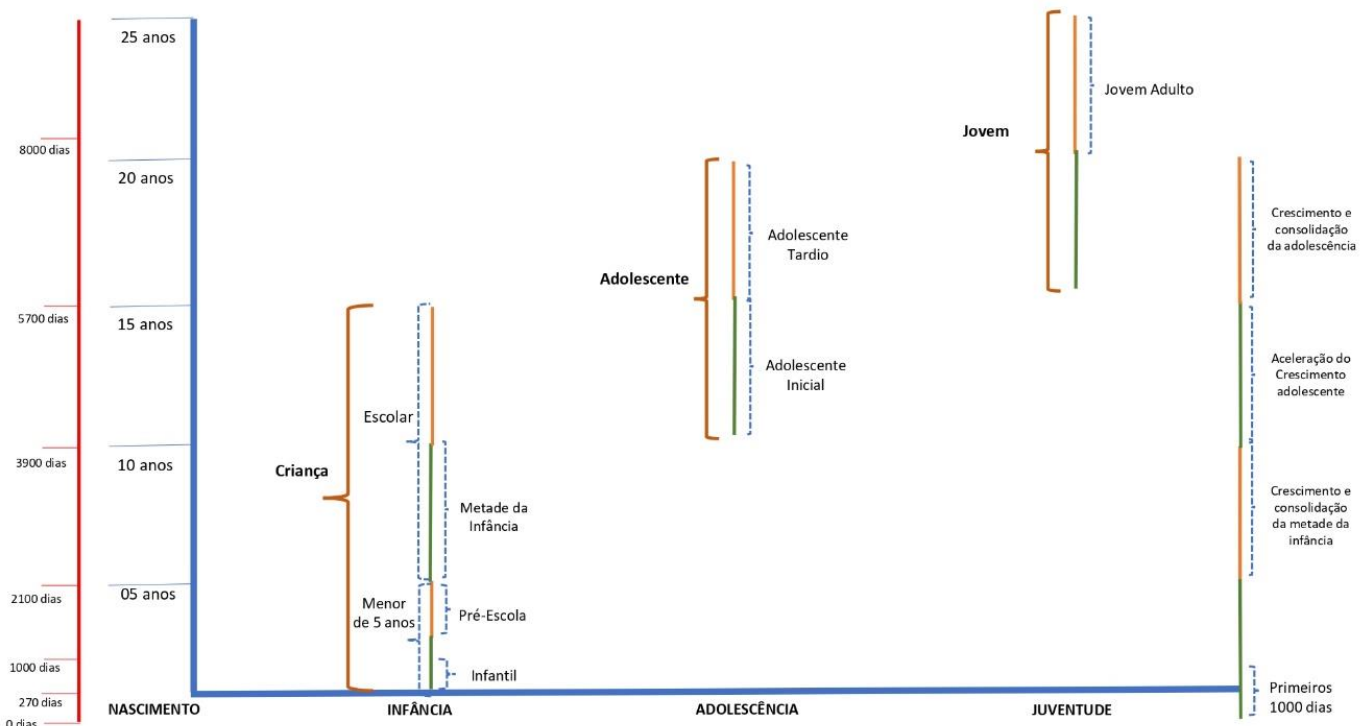 25 anos
8000 dias
20 anos
5700 dias
15 anos
3900 dias
10 anos
2100 dias
05 anos
1000 dias
270 dias
0 dias
NASCIMENTO
Criança
Escolar
Metade da
Infância
Menor
de 5 anos
Pré-Escola
Infantil
INFÂNCIA
Adolescente
Adolescente
Tardio
Adolescente
Inicial
ADOLESCÊNCIA
Jovem
Jovem Adulto
JUVENTUDE
Crescimento e
consolidação
da adolescência
Aceleração do
Crescimento
adolescente
Crescimento e
consolidação
da metade da
infância
Primeiros
1000 dias